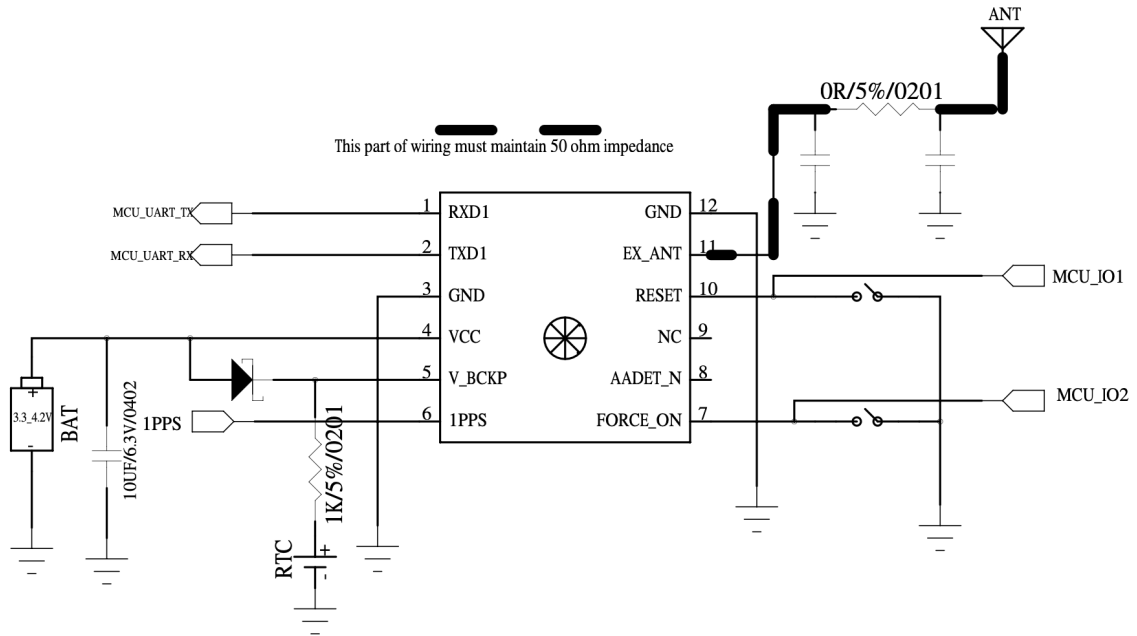 ANT
0R/5%/0201
This part of wiring must maintain 50 ohm impedance
MCU_UART_TX
1
RXD1
GND
12
MCU_UART_RX
2
TXD1
EX_ANT
11
3
GND
RESET
10
MCU_IO1
4
VCC
NC
9
5
V_BCKP
AADET_N
8
1PPS
6
1PPS
FORCE_ON
7
MCU_IO2
+
3.3_4.2V
-
BAT
10UF/6.3V/0402
1K/5%/0201
RTC
+
-